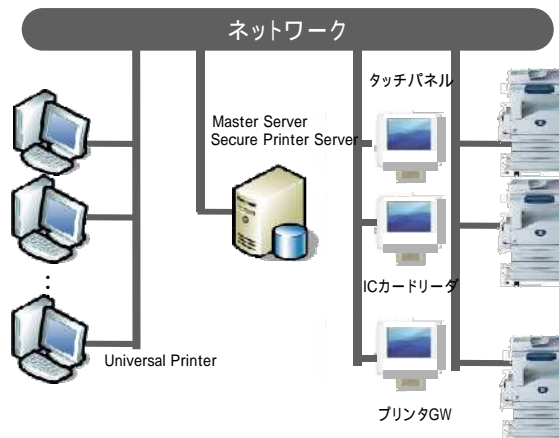 ネットワーク
タッチパネル
Master Server
Secure Printer Server
ICカードリーダ
⋮
Universal Printer
プリンタGW